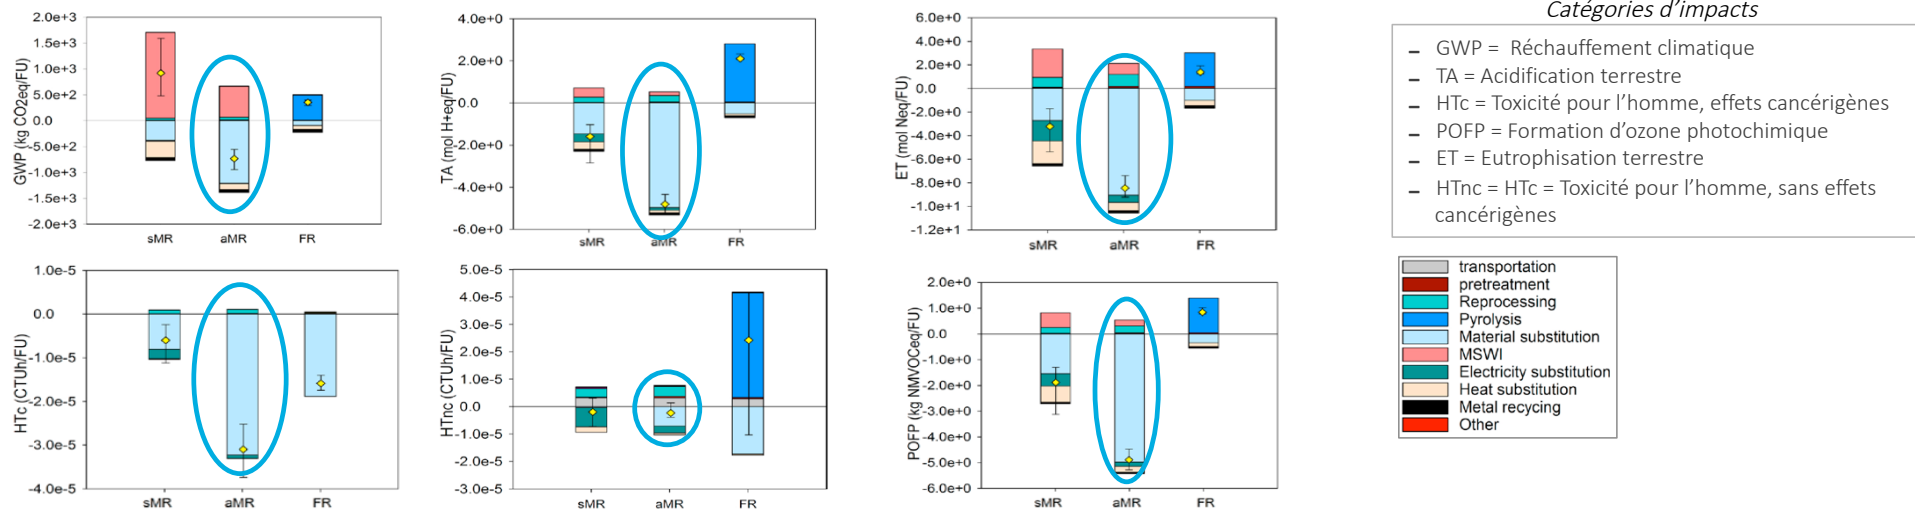 2.0e+3
1.5e+3
1.0e+3
5.0e+2
0.0
-5.0e+2
-1.0e+3
-1.5e+3
-2.0e+3
GWP (kg CO2eq/FU)
sMR aMR FR
4.0e+0
2.0e+0
0.0
-2.0e+0
-4.0e+0
-6.0e+0
TA (mol H+eq/FU)
sMR aMR FR
6.0e+0
4.0e+0
2.0e+0
0.0
-2.0e+0
-4.0e+0
-6.0e+0
-8.0e+0
-1.0e+1
-1.2e+1
ET (mol Neq/FU)
sMR aMR FR
Catégories d’impacts
- GWP = Réchauffement climatique
- TA = Acidification terrestre
- HTc = Toxicité pour l’homme, effets cancérigènes
- POFP = Formation d’ozone photochimique
- ET = Eutrophisation terrestre
- HTnc = HTc = Toxicité pour l’homme, sans effets
cancérigènes
1.0e-5
0.0
-1.0e-5
-2.0e-5
-3.0e-5
-4.0e-5
HTc (CTUh/FU)
sMR aMR FR
5.0e-5
4.0e-5
3.0e-5
2.0e-5
1.0e-5
0.0
-1.0e-5
-2.0e-5
-3.0e-5
HTnc (CTUh/FU)
sMR aMR FR
2.0e+0
1.0e+0
0.0
-1.0e+0
-2.0e+0
-3.0e+0
-4.0e+0
-5.0e+0
-6.0e+0
POFP (kg NMVOCeq/FU)
sMR aMR FR
transportation
pretreatment
Reprocessing
Pyrolysis
Material substitution
MSWI
Electricity substitution
Heat substitution
Metal recycing
Other